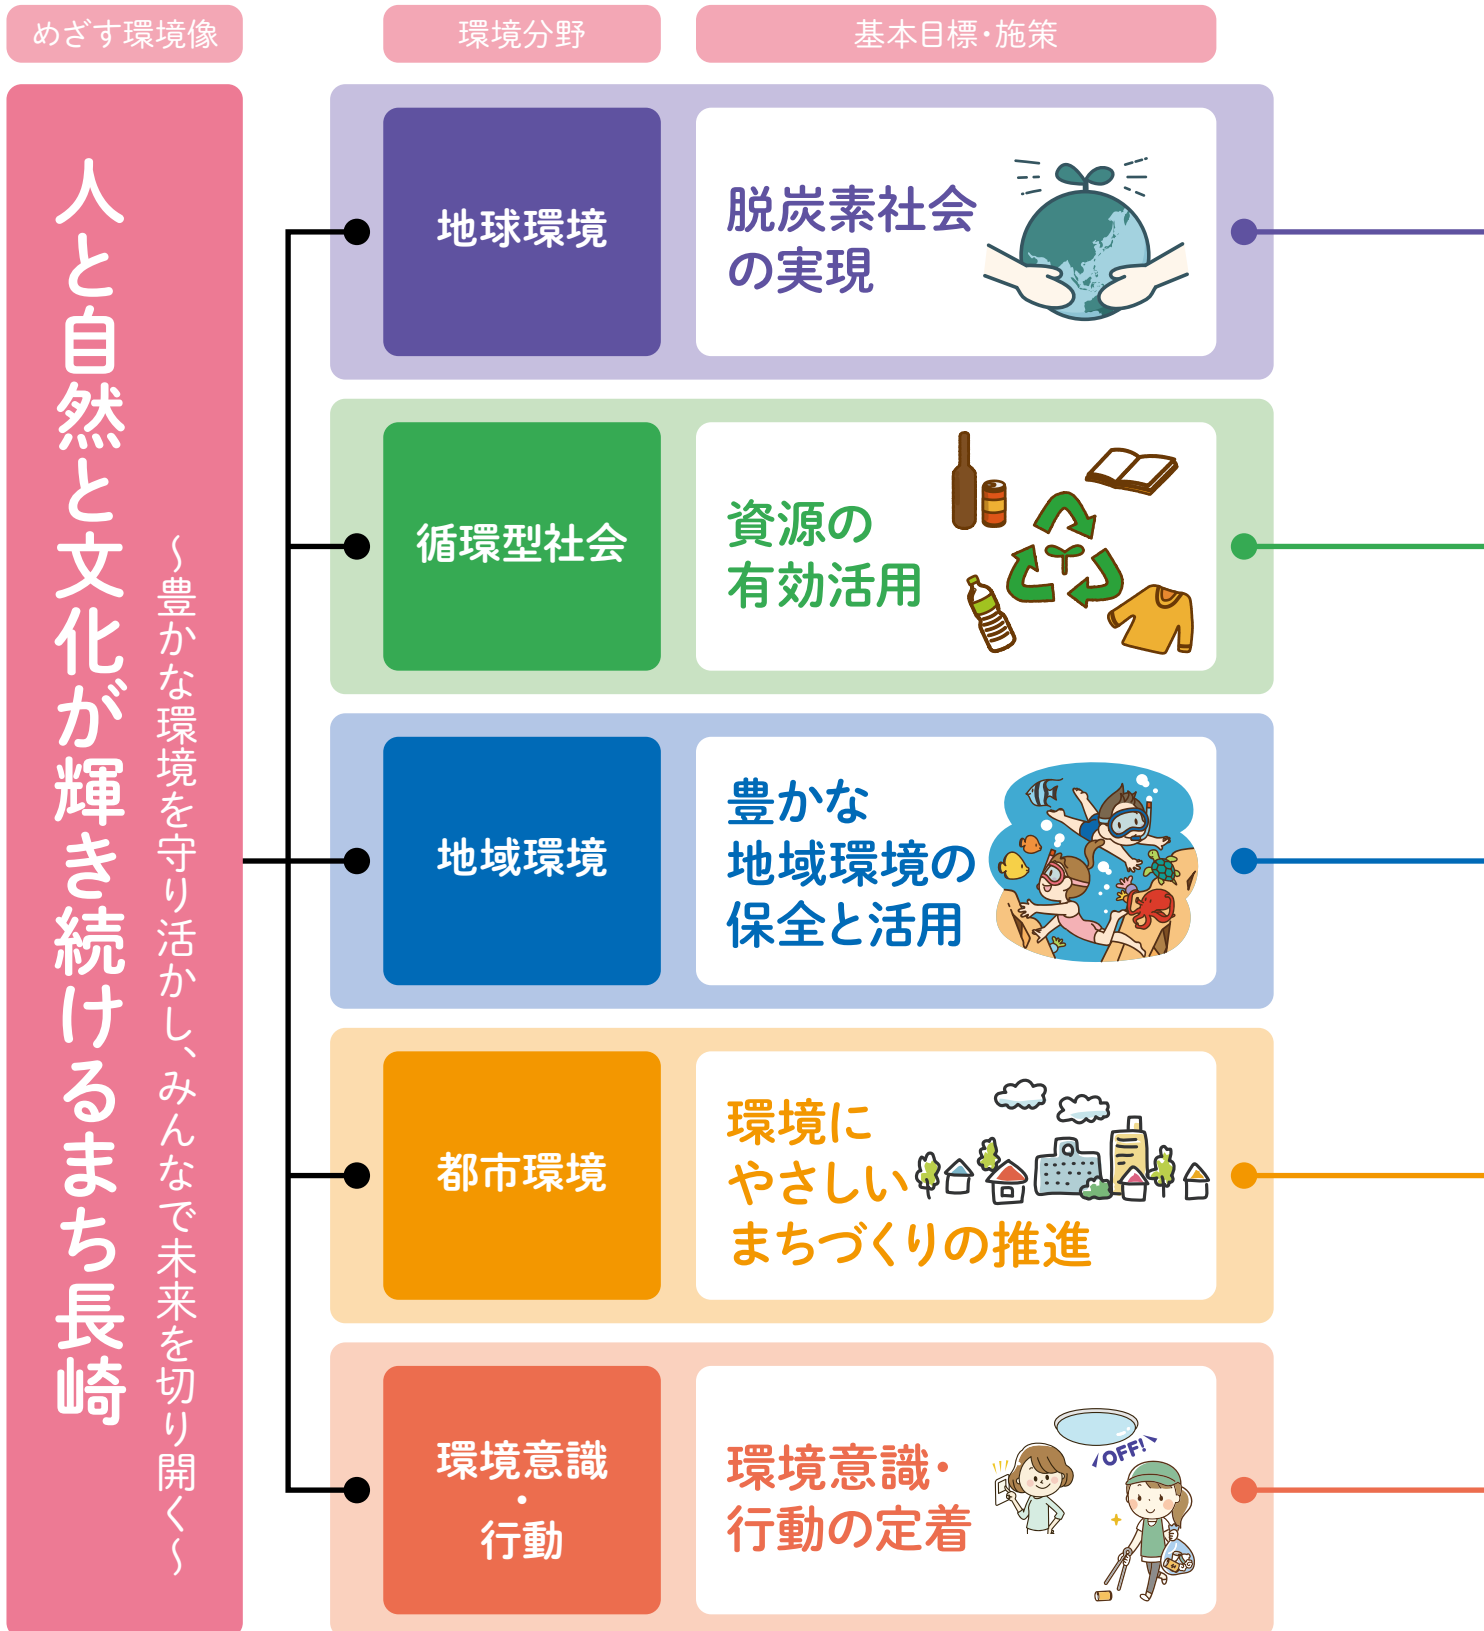 めざす環境像
環境分野
基本目標・施策
人と自然と文化が輝き続けるまち長崎
～豊かな環境を守り活かし、みんなで未来を切り開く～
地球環境
脱炭素社会
の実現
循環型社会
資源の
有効活用
地域環境
豊かな
地域環境の
保全と活用
都市環境
環境に
やさしい
まちづくりの推進
環境意識
・
行動
環境意識・
行動の定着
OFF!